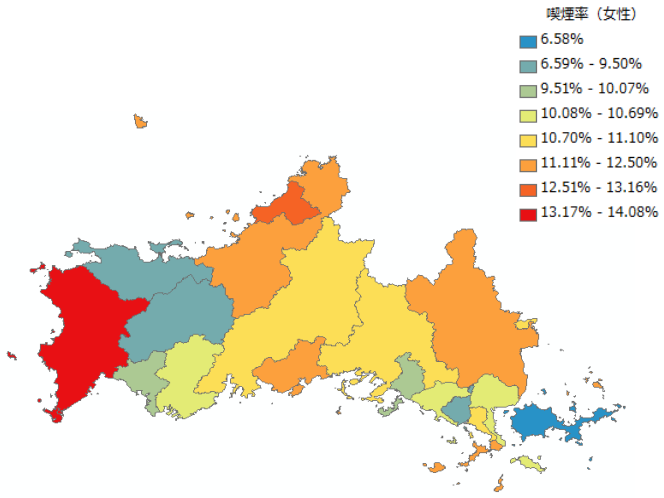 喫煙率（女性）
6.58%
6.59% - 9.50%
9.51% - 10.07%
10.08% - 10.69%
10.70% - 11.10%
11.11% - 12.50%
12.51% - 13.16%
13.17% - 14.08%